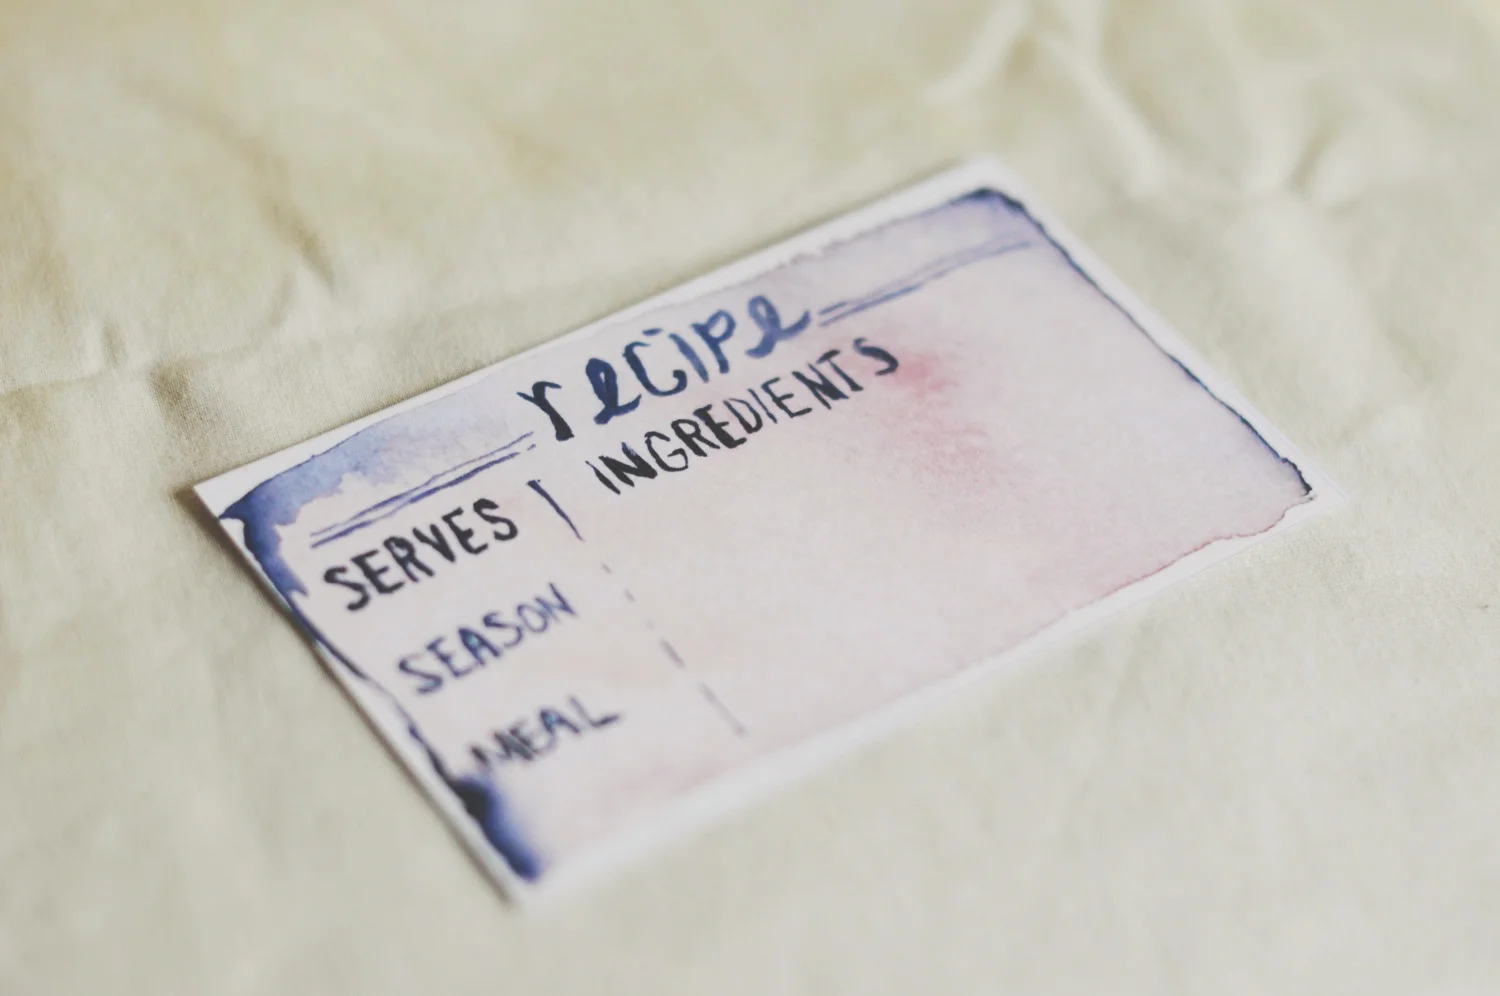 recipe
SERVES
INGREDIENTS
SEASON
MEAL